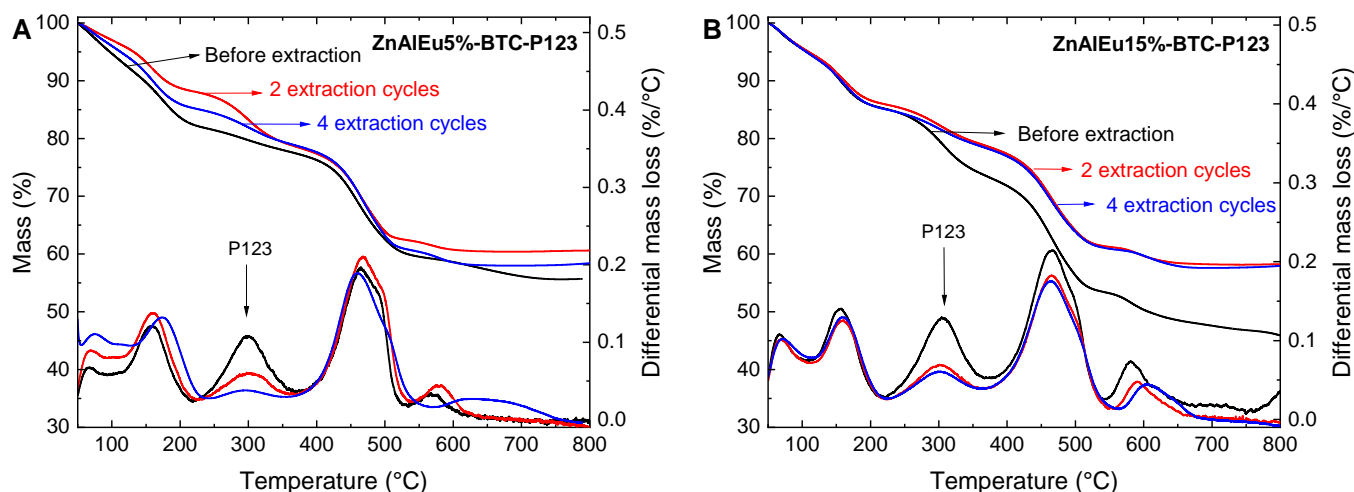 A
ZnAlEu5%-BTC-P123
Before extraction
2 extraction cycles
4 extraction cycles
P123
100
90
80
70
60
50
40
30
Mass (%)
0.5
0.4
0.3
0.2
0.1
0.0
Differential mass loss (%/°C)
100 200 300 400 500 600 700 800
Temperature (°C)
B
ZnAlEu15%-BTC-P123
Before extraction
2 extraction cycles
4 extraction cycles
P123
100
90
80
70
60
50
40
30
Mass (%)
0.5
0.4
0.3
0.2
0.1
0.0
Differential mass loss (%/°C)
100 200 300 400 500 600 700 800
Temperature (°C)